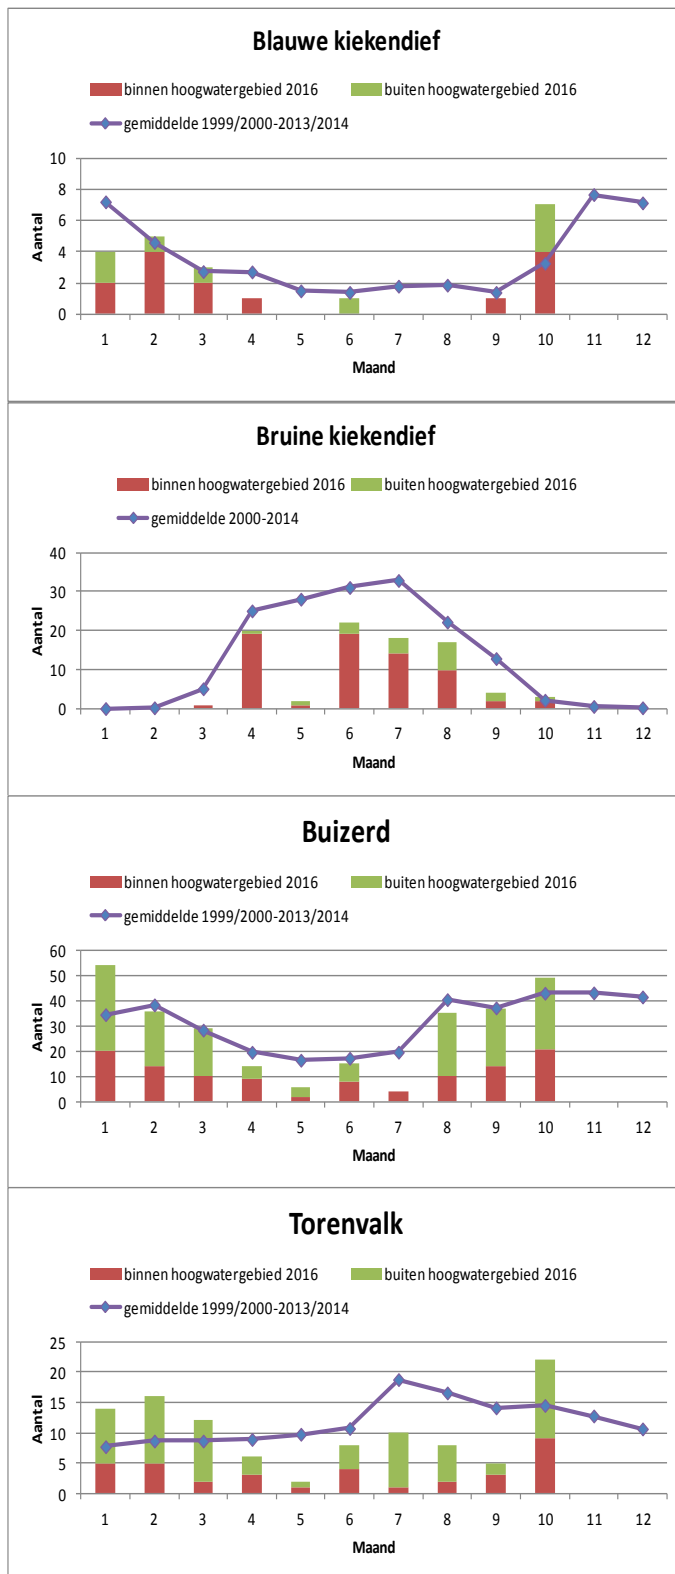 Blauwe kiekendief
binnen hoogwatergebied 2016 buiten hoogwatergebied 2016
gemiddelde 1999/2000-2013/2014
Aantal
10
8
6
4
2
0
1 2 3 4 5 6 7 8 9 10 11 12
Maand
Bruine kiekendief
binnen hoogwatergebied 2016 buiten hoogwatergebied 2016
gemiddelde 2000-2014
Aantal
40
30
20
10
0
1 2 3 4 5 6 7 8 9 10 11 12
Maand
Buizerd
binnen hoogwatergebied 2016 buiten hoogwatergebied 2016
gemiddelde 1999/2000-2013/2014
Aantal
60
50
40
30
20
10
0
1 2 3 4 5 6 7 8 9 10 11 12
Maand
Torenvalk
binnen hoogwatergebied 2016 buiten hoogwatergebied 2016
gemiddelde 1999/2000-2013/2014
Aantal
25
20
15
10
5
0
1 2 3 4 5 6 7 8 9 10 11 12
Maand